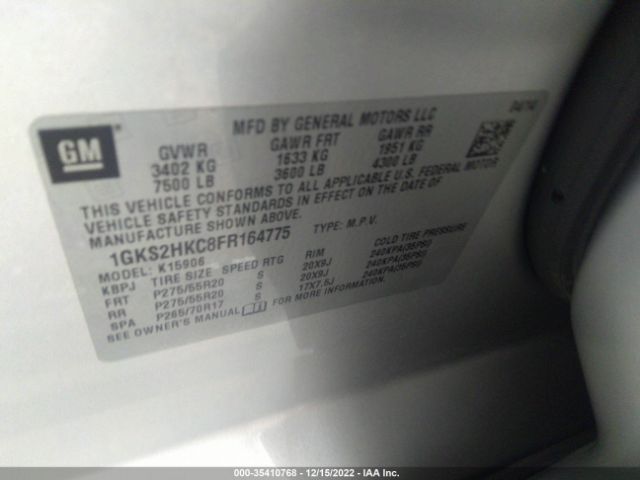 GM
MFD BY GENERAL MOTORS LLC 04/14
GVWR GAWR FRT GAWR RR
3402 KG 1633 KG 1951 KG
7500 LB 3600 LB 4300 LB
THIS VEHICLE CONFORMS TO ALL APPLICABLE U.S. FEDERAL MOTOR
VEHICLE SAFETY STANDARDS IN EFFECT ON THE DATE OF
MANUFACTURE SHOWN ABOVE.
1GKS2HKC8FR164775 TYPE: M.P.V.
MODEL: K15906
KBPJ TIRE SIZE SPEED RTG RIM COLD TIRE PRESSURE
FRT P275/55R20 S 20X9J 240KPA(35PSI)
RR P275/55R20 S 20X9J 240KPA(35PSI)
SPA P265/70R17 S 17X7.5J 240KPA(35PSI)
SEE OWNER'S MANUAL FOR MORE INFORMATION
000-35410768 - 12/15/2022 - IAA Inc.